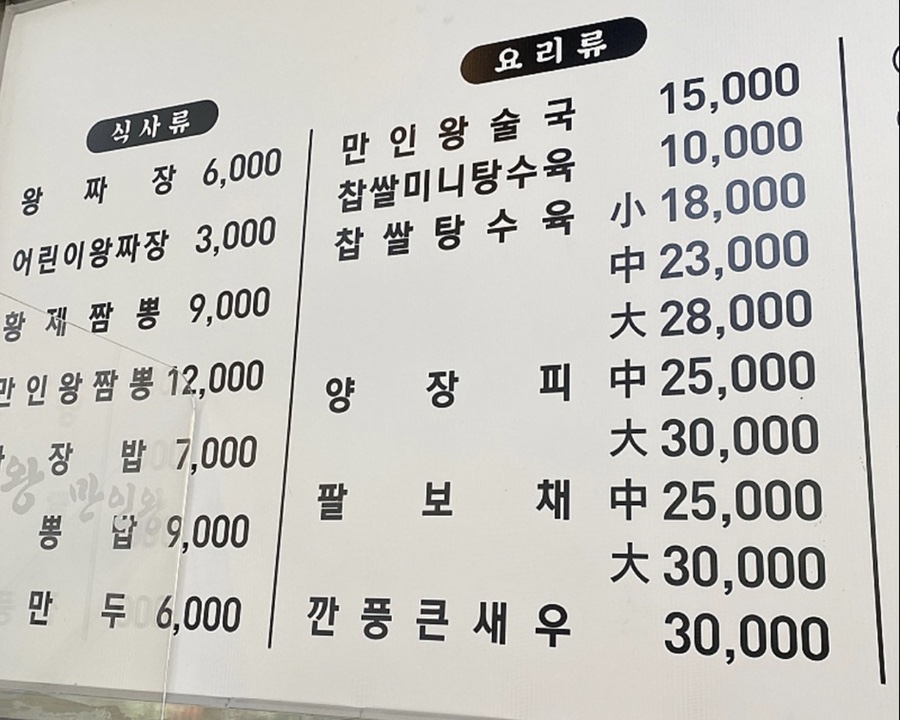 식사류
왕짜장 6,000
어린이왕짜장 3,000
황제짬뽕 9,000
만인왕짬뽕 12,000
장밥 7,000
뽕밥 9,000
만두 6,000
요리류
만인왕술국 15,000
찹쌀미니탕수육 10,000
찹쌀탕수육 小 18,000
中 23,000
大 28,000
양장피 中 25,000
大 30,000
팔보채 中 25,000
大 30,000
깐풍큰새우 30,000